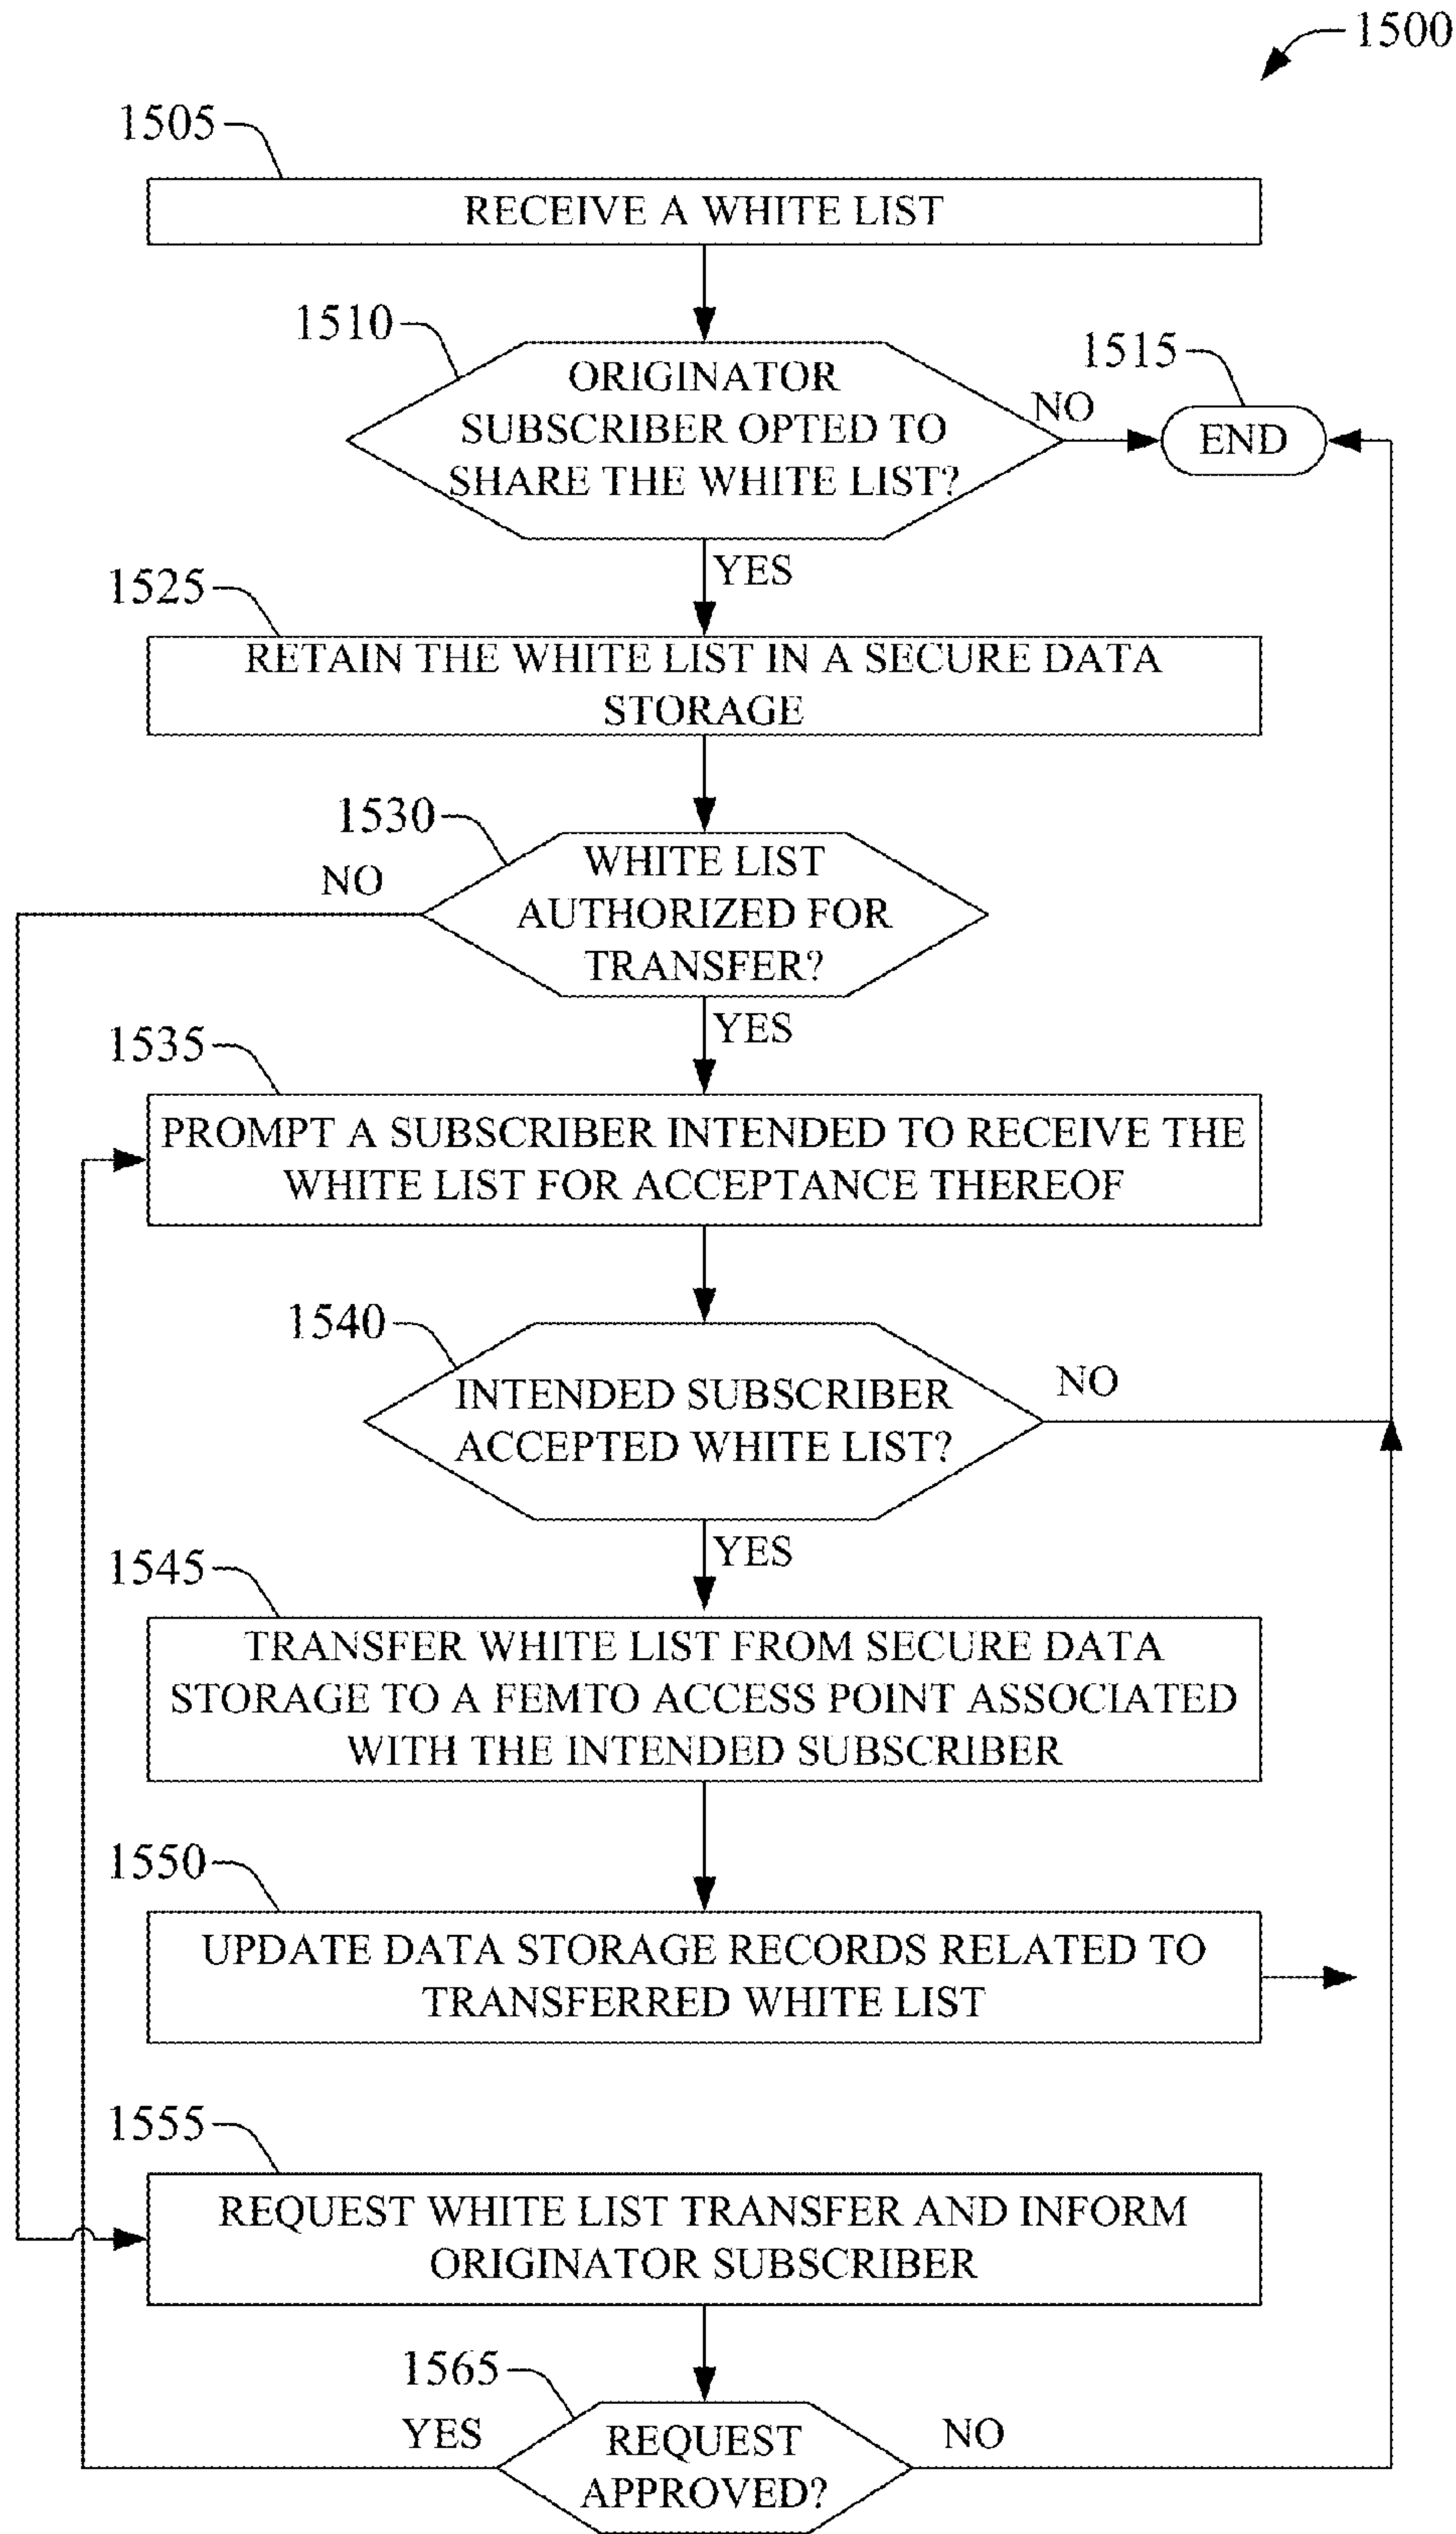 1500
1505
RECEIVE A WHITE LIST
1510
ORIGINATOR
SUBSCRIBER OPTED TO
SHARE THE WHITE LIST?
NO
1515
END
YES
1525
RETAIN THE WHITE LIST IN A SECURE DATA
STORAGE
1530
NO
WHITE LIST
AUTHORIZED FOR
TRANSFER?
YES
1535
PROMPT A SUBSCRIBER INTENDED TO RECEIVE THE
WHITE LIST FOR ACCEPTANCE THEREOF
1540
INTENDED SUBSCRIBER
ACCEPTED WHITE LIST?
NO
YES
1545
TRANSFER WHITE LIST FROM SECURE DATA
STORAGE TO A FEMTO ACCESS POINT ASSOCIATED
WITH THE INTENDED SUBSCRIBER
1550
UPDATE DATA STORAGE RECORDS RELATED TO
TRANSFERRED WHITE LIST
1555
REQUEST WHITE LIST TRANSFER AND INFORM
ORIGINATOR SUBSCRIBER
1565
YES
REQUEST
APPROVED?
NO